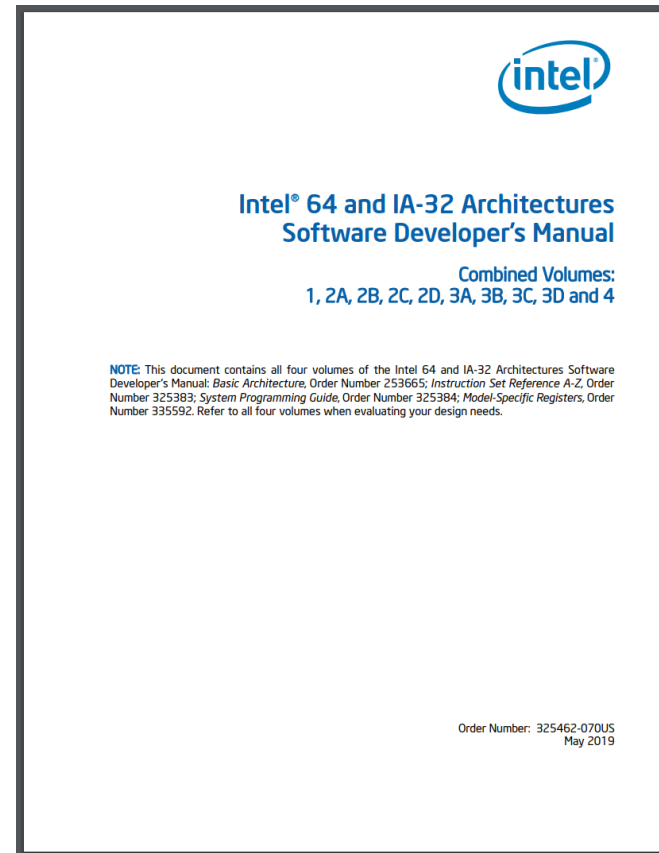 intel
Intel® 64 and IA-32 Architectures
Software Developer's Manual
Combined Volumes:
1, 2A, 2B, 2C, 2D, 3A, 3B, 3C, 3D and 4
NOTE: This document contains all four volumes of the Intel 64 and IA-32 Architectures Software
Developer's Manual: Basic Architecture, Order Number 253665; Instruction Set Reference A-Z, Order
Number 325383; System Programming Guide, Order Number 325384; Model-Specific Registers, Order
Number 335592. Refer to all four volumes when evaluating your design needs.
Order Number: 325462-070US
May 2019